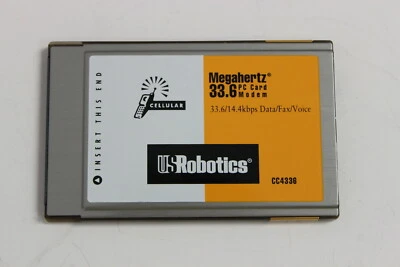 INSERT THIS END
CELLULAR
Megahertz®
33.6 PC Card Modem
33.6/14.4kbps Data/Fax/Voice
USRobotics®
CC4336